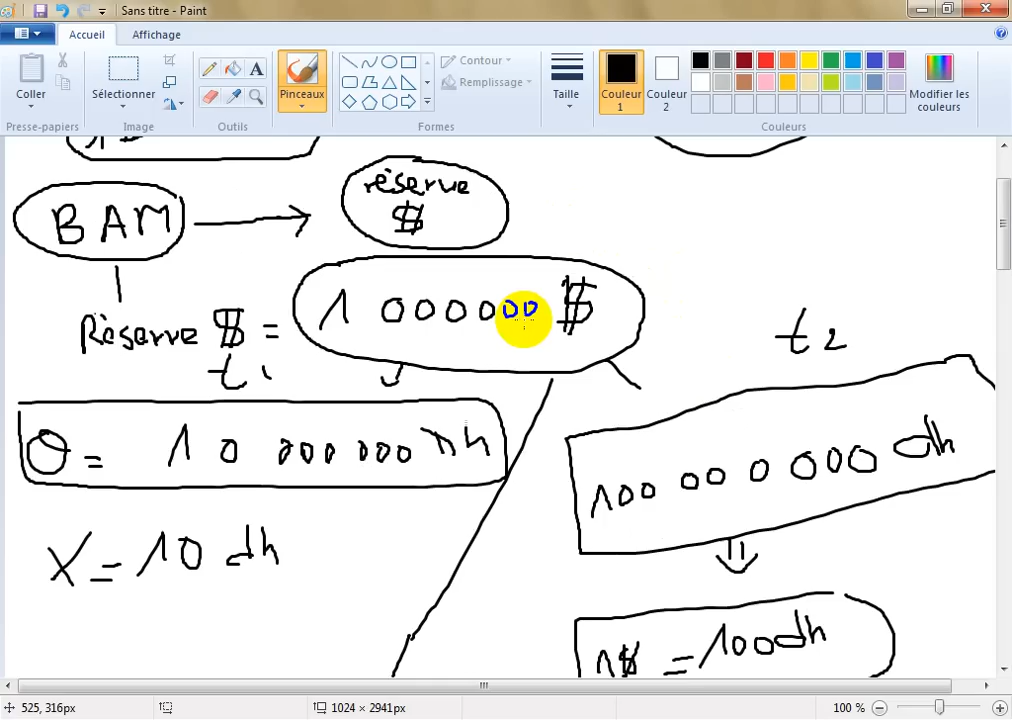 Sans titre - Paint
Accueil
Affichage
Coller
Sélectionner
Pinceaux
Contour
Remplissage
Taille
Couleur 1
Couleur 2
Modifier les couleurs
Presse-papiers
Image
Outils
Formes
Couleurs
réserve
$
BAM
1 000000 $
Réserve $ =
t1
t2
= 10 000 000 Dh
100 00 0 000 dh
X = 10 dh
1$ = 100dh
525, 316px
1024 × 2941px
100 %